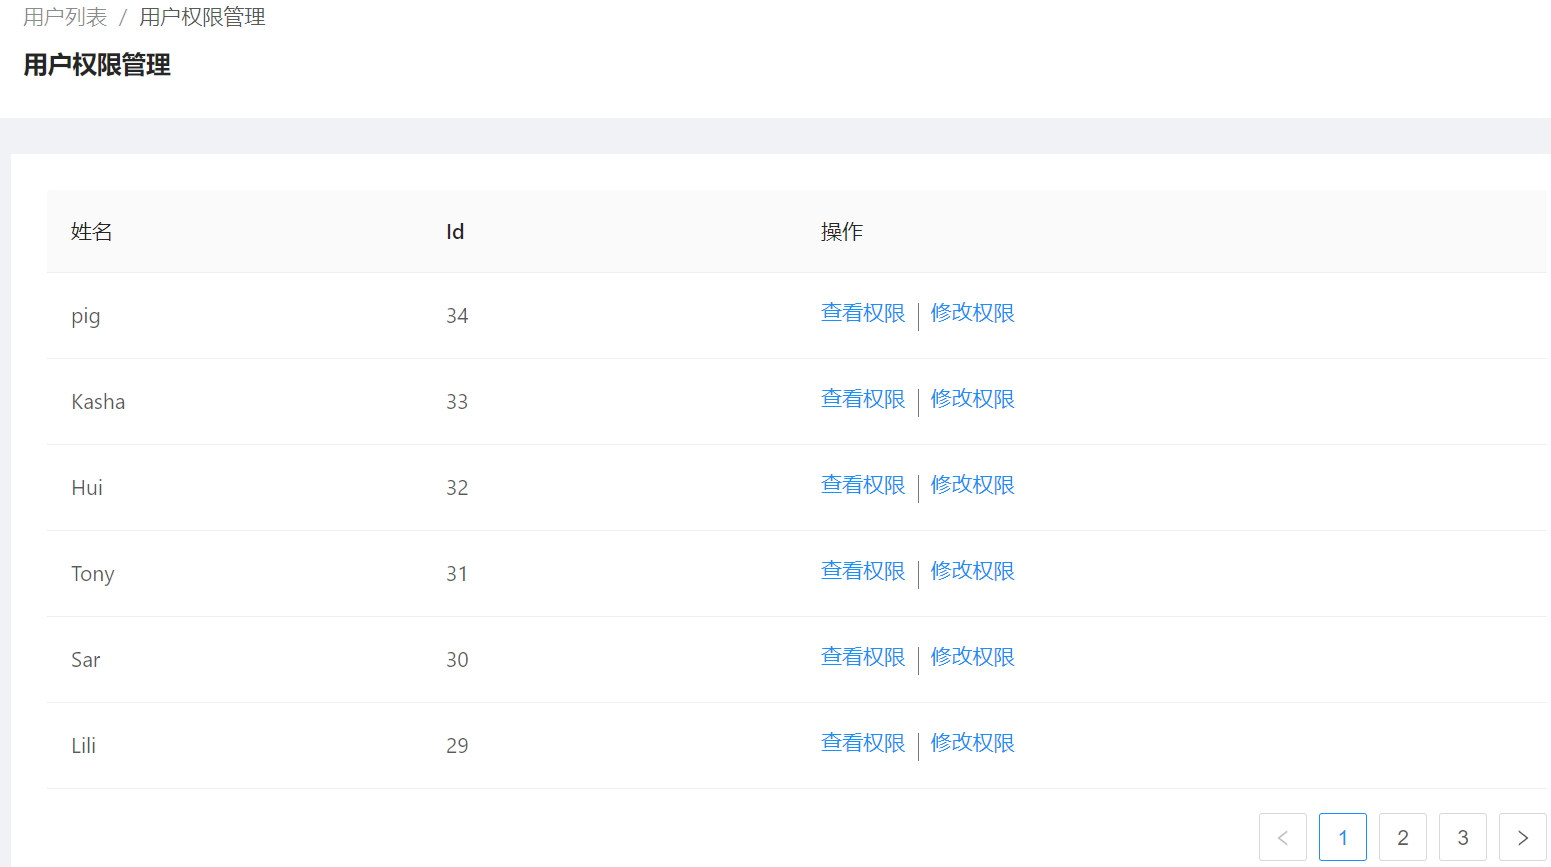 用户列表 / 用户权限管理
用户权限管理
姓名 Id 操作
pig 34 查看权限 | 修改权限
Kasha 33 查看权限 | 修改权限
Hui 32 查看权限 | 修改权限
Tony 31 查看权限 | 修改权限
Sar 30 查看权限 | 修改权限
Lili 29 查看权限 | 修改权限
< 1 2 3 >